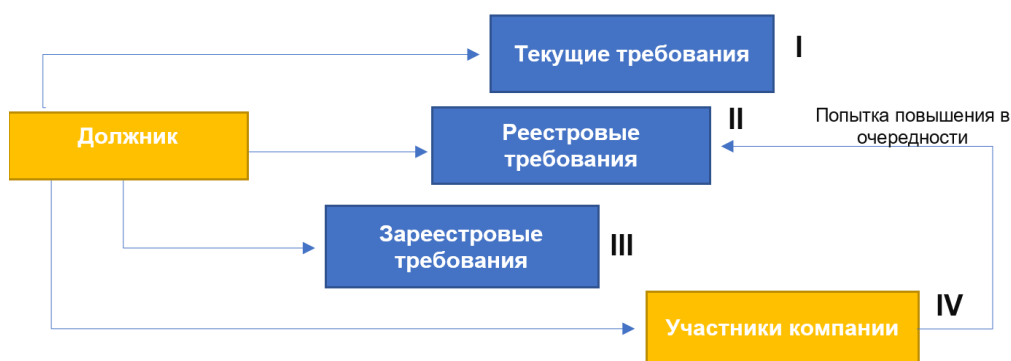 Текущие требования
I
Должник
Реестровые
требования
II
Попытка повышения в
очередности
Зареестровые
требования
III
Участники компании
IV